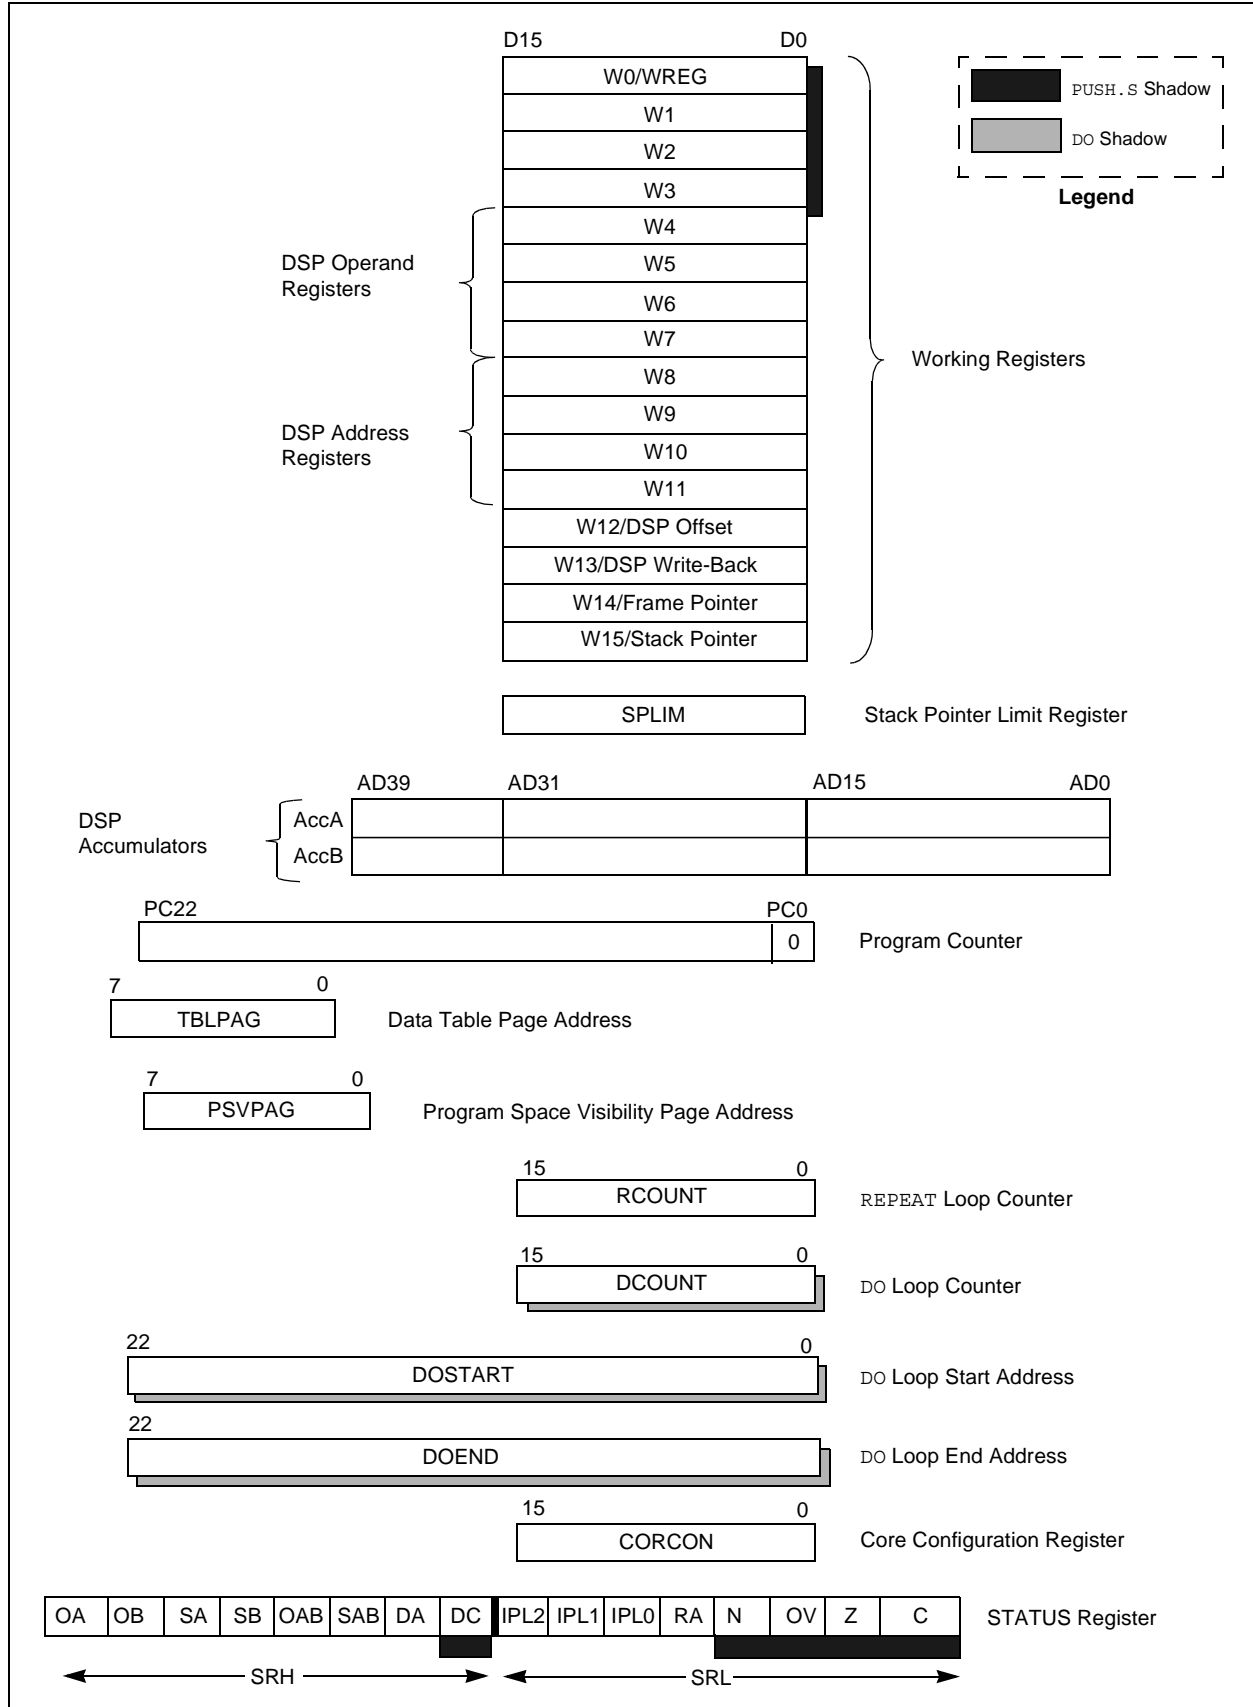 D15 D0
W0/WREG
PUSH.S Shadow
W1
DO Shadow
W2
W3
Legend
W4
DSP Operand
Registers
W5
W6
W7
Working Registers
W8
W9
DSP Address
Registers
W10
W11
W12/DSP Offset
W13/DSP Write-Back
W14/Frame Pointer
W15/Stack Pointer
SPLIM Stack Pointer Limit Register
AD39 AD31 AD15 AD0
DSP
Accumulators
AccA
AccB
PC22 PC0
0 Program Counter
7 0
TBLPAG Data Table Page Address
7 0
PSVPAG Program Space Visibility Page Address
15 0
RCOUNT REPEAT Loop Counter
15 0
DCOUNT DO Loop Counter
22 0
DOSTART DO Loop Start Address
22
DOEND DO Loop End Address
15 0
CORCON Core Configuration Register
OA OB SA SB OAB SAB DA DC IPL2 IPL1 IPL0 RA N OV Z C STATUS Register
SRH SRL